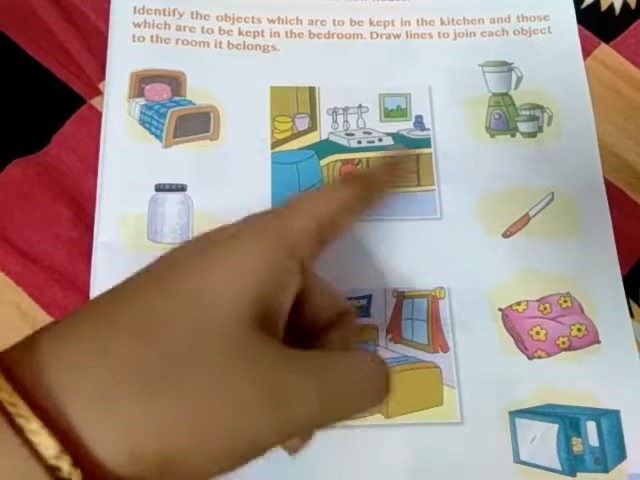 Identify the objects which are to be kept in the kitchen and those
which are to be kept in the bedroom. Draw lines to join each object
to the room it belongs.